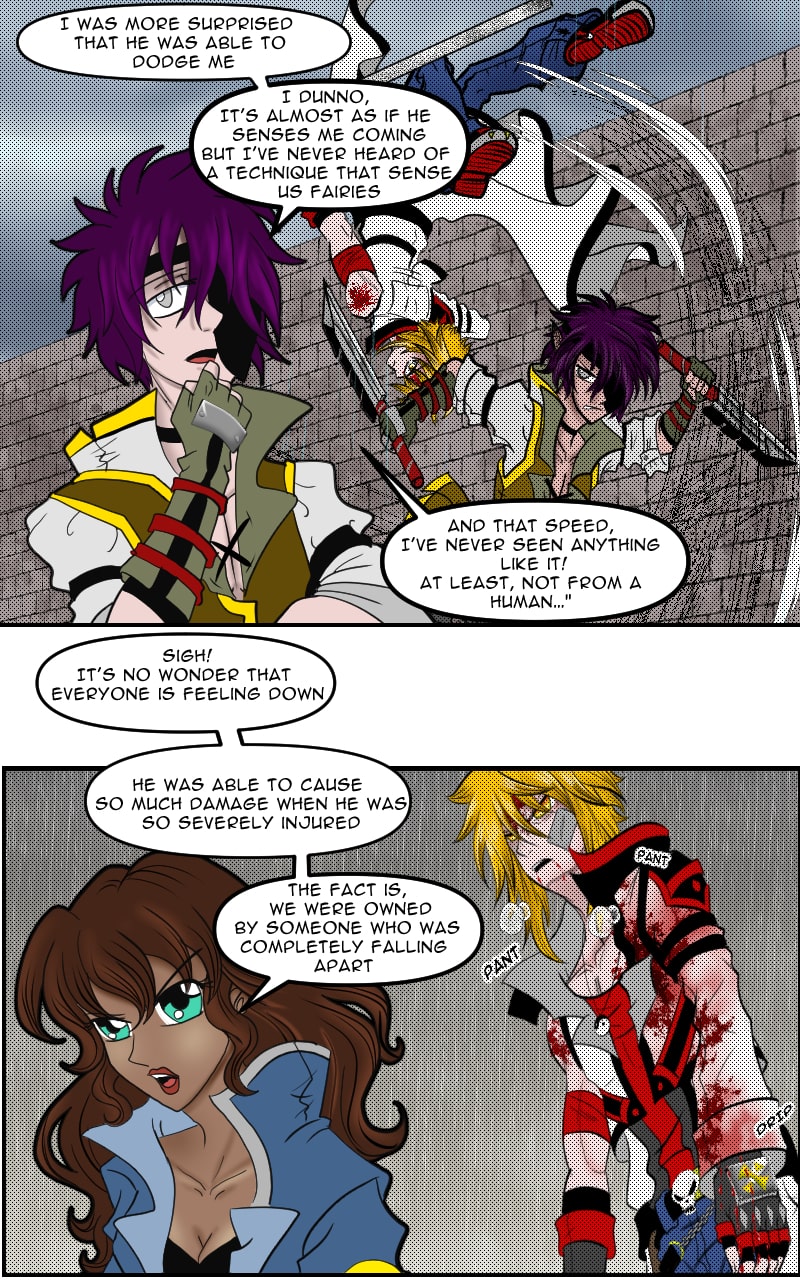 I WAS MORE SURPRISED
THAT HE WAS ABLE TO
DODGE ME
I DUNNO,
IT'S ALMOST AS IF HE
SENSES ME COMING
BUT I'VE NEVER HEARD OF
A TECHNIQUE THAT SENSE
US FAIRIES
AND THAT SPEED,
I'VE NEVER SEEN ANYTHING
LIKE IT!
AT LEAST, NOT FROM A
HUMAN..."
SIGH!
IT'S NO WONDER THAT
EVERYONE IS FEELING DOWN
HE WAS ABLE TO CAUSE
SO MUCH DAMAGE WHEN HE WAS
SO SEVERELY INJURED
THE FACT IS,
WE WERE OWNED
BY SOMEONE WHO WAS
COMPLETELY FALLING
APART
PANT
PANT
DRIP